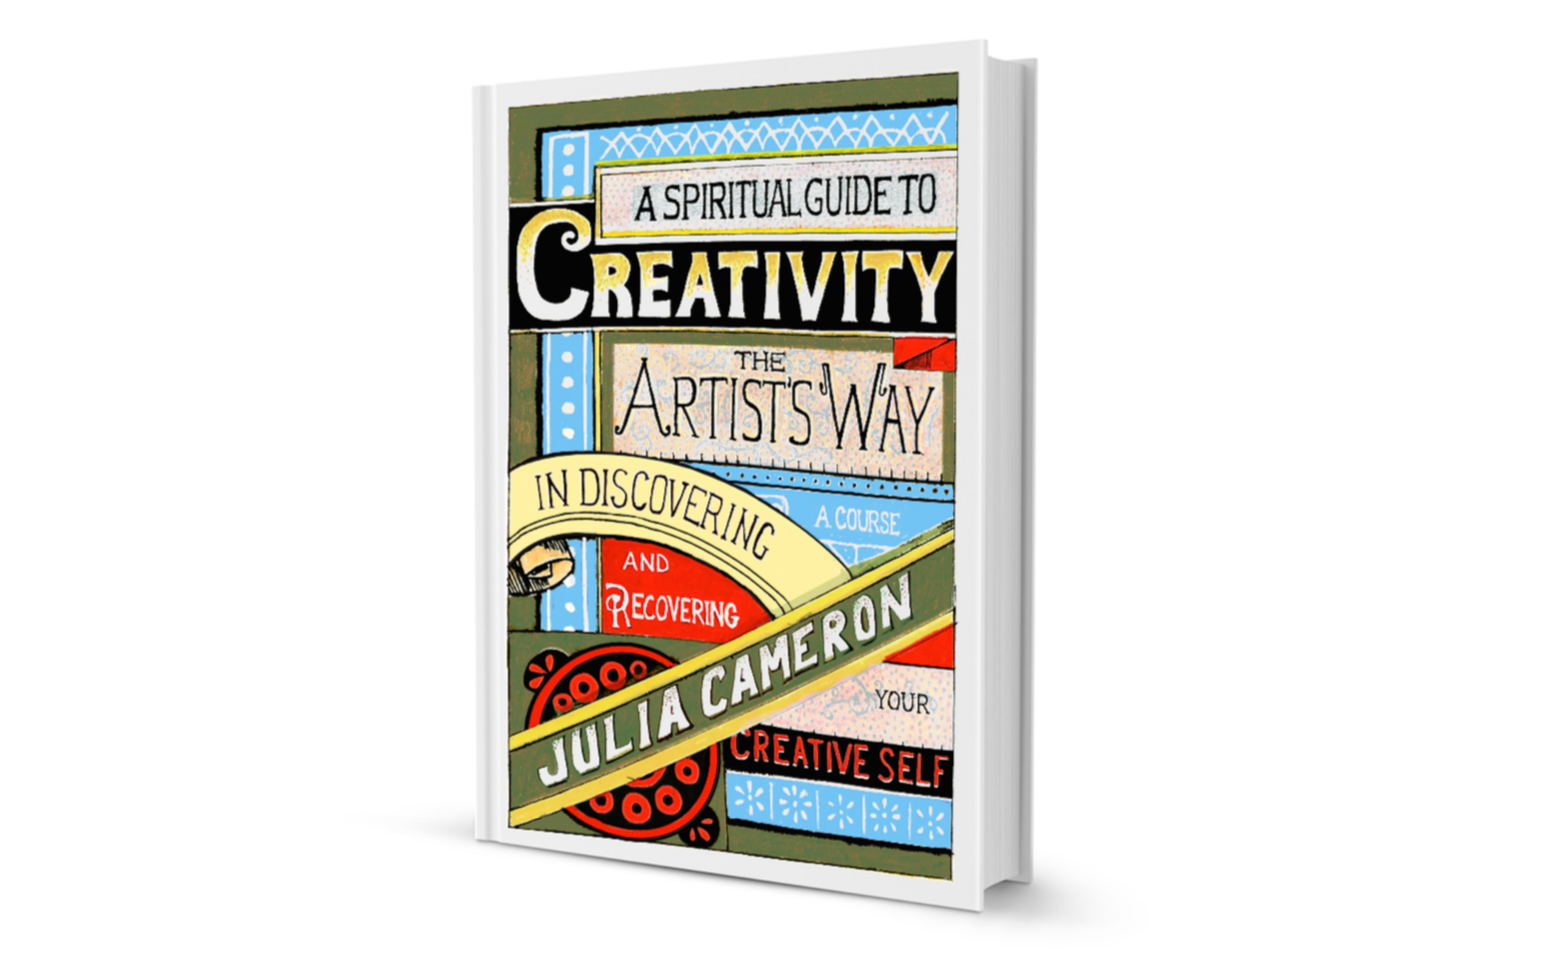 A SPIRITUAL GUIDE TO
CREATIVITY
THE
ARTIST'S WAY
A COURSE
IN DISCOVERING
AND
RECOVERING
YOUR
CREATIVE SELF
JULIA CAMERON